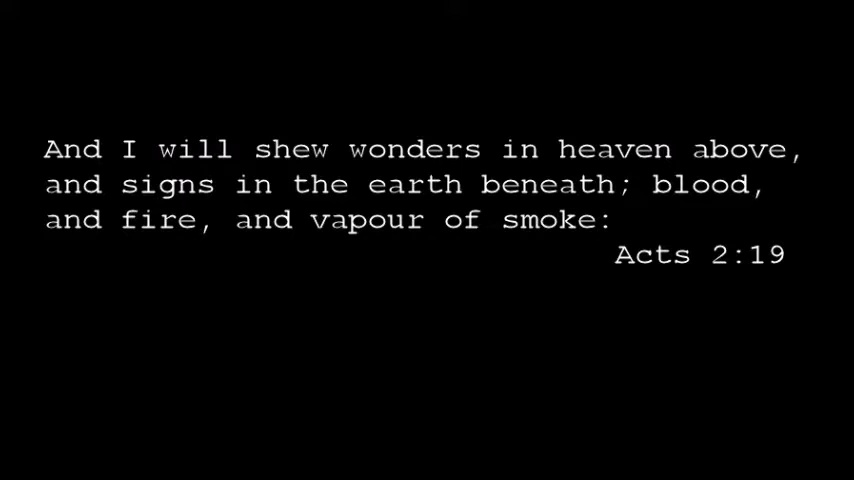 And I will shew wonders in heaven above,
and signs in the earth beneath; blood,
and fire, and vapour of smoke:
Acts 2:19